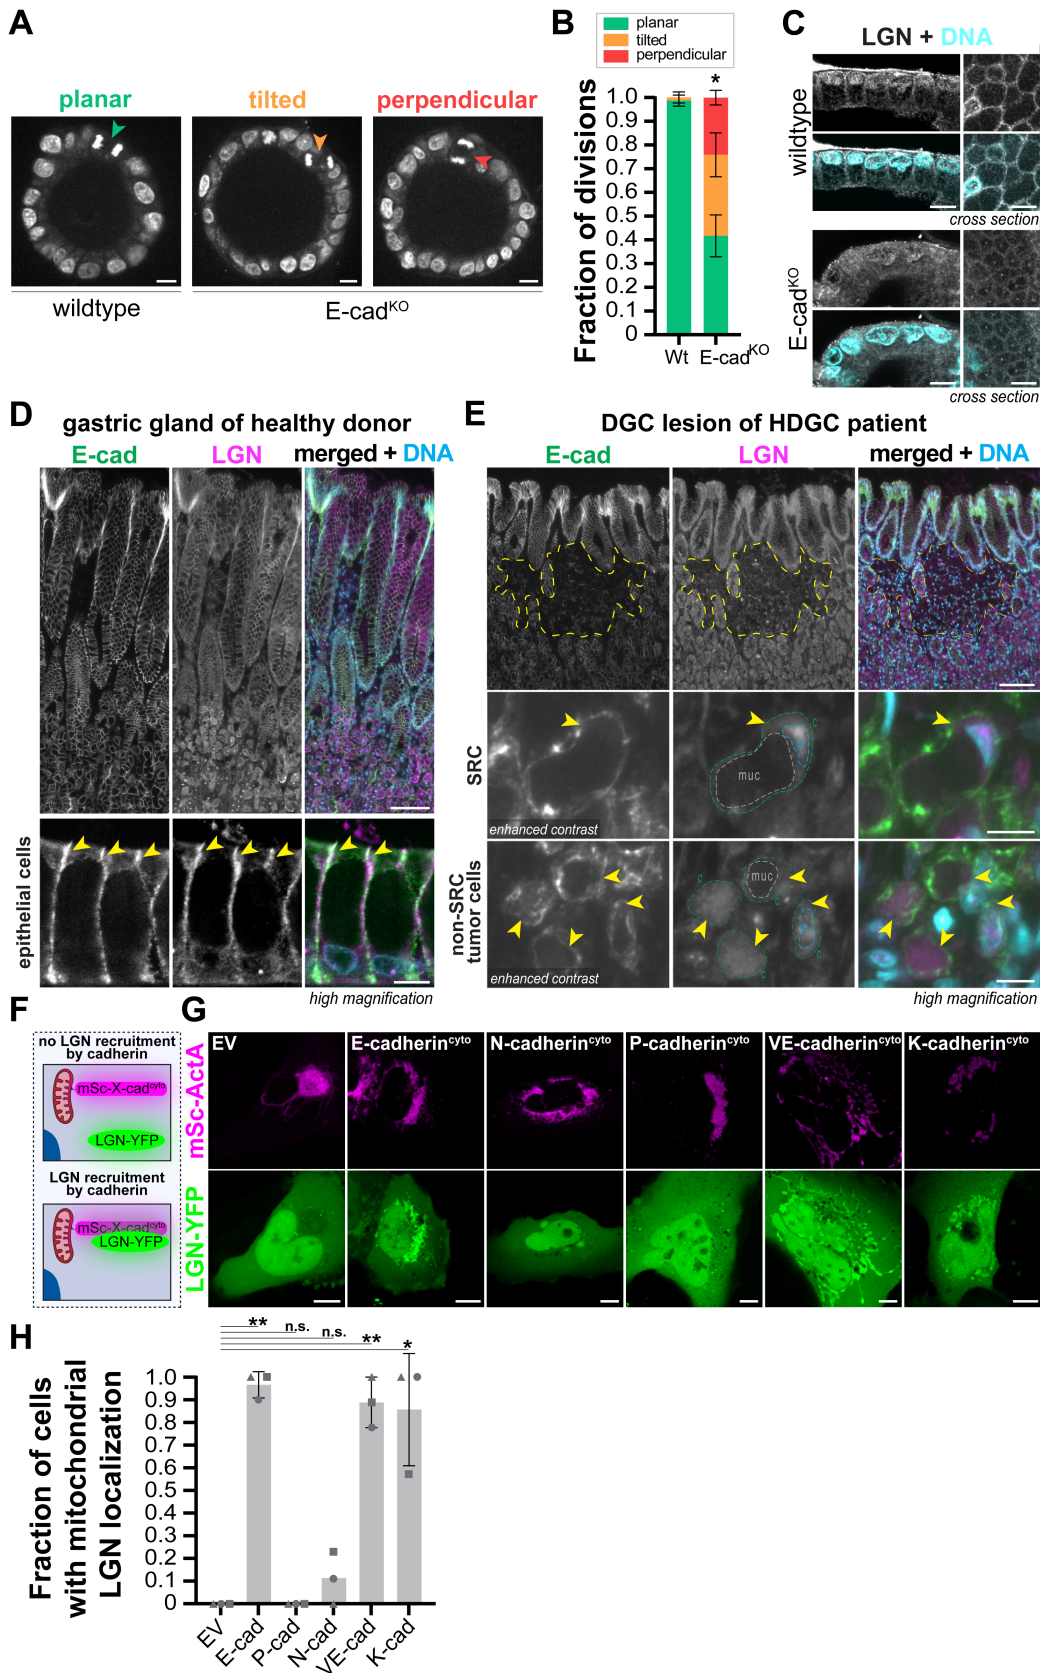 A
planar
tilted
perpendicular
wildtype
E-cadKO
B
planar
tilted
perpendicular
*
Fraction of divisions
1.0
0.9
0.8
0.7
0.6
0.5
0.4
0.3
0.2
0.1
0
Wt
E-cadKO
C
LGN + DNA
wildtype
cross section
E-cadKO
cross section
D
gastric gland of healthy donor
E-cad
LGN
merged + DNA
epithelial cells
high magnification
E
DGC lesion of HDGC patient
E-cad
LGN
merged + DNA
SRC
enhanced contrast
muc
c
non-SRC
tumor cells
enhanced contrast
muc
c
c
c
c
high magnification
F
no LGN recruitment
by cadherin
mSc-X-cadcyto
LGN-YFP
LGN recruitment
by cadherin
mSc-X-cadcyto
LGN-YFP
G
mSc-ActA
LGN-YFP
EV
E-cadherincyto
N-cadherincyto
P-cadherincyto
VE-cadherincyto
K-cadherincyto
H
Fraction of cells
with mitochondrial
LGN localization
**
n.s.
n.s.
**
*
1.0
0.9
0.8
0.7
0.6
0.5
0.4
0.3
0.2
0.1
0
EV
E-cad
P-cad
N-cad
VE-cad
K-cad